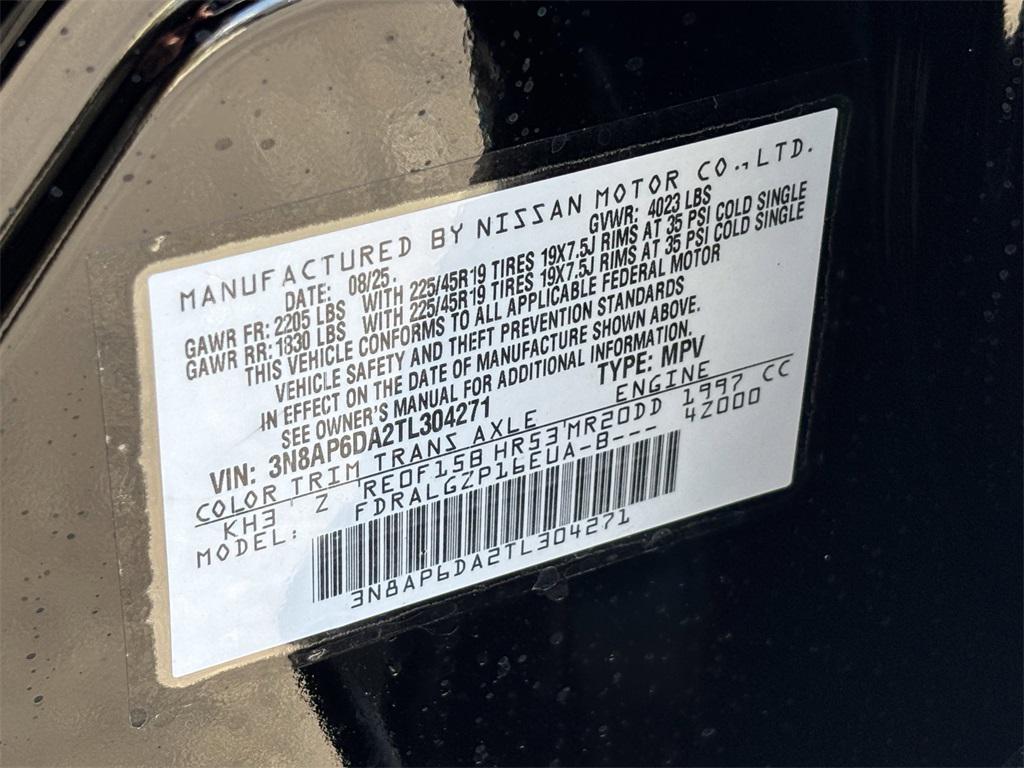 MANUFACTURED BY NISSAN MOTOR CO., LTD.
DATE: 08/25. GVWR: 4023 LBS
GAWR FR: 2205 LBS WITH 225/45R19 TIRES 19X7.5J RIMS AT 35 PSI COLD SINGLE
GAWR RR: 1830 LBS WITH 225/45R19 TIRES 19X7.5J RIMS AT 35 PSI COLD SINGLE
THIS VEHICLE CONFORMS TO ALL APPLICABLE FEDERAL MOTOR
VEHICLE SAFETY AND THEFT PREVENTION STANDARDS
IN EFFECT ON THE DATE OF MANUFACTURE SHOWN ABOVE.
SEE OWNER'S MANUAL FOR ADDITIONAL INFORMATION.
VIN: 3N8AP6DA2TL304271 TYPE: MPV
COLOR TRIM TRANS AXLE ENGINE
KH3 Z RE0F15B HR53 MR20DD 1997 CC
MODEL: FDRALGZP16EUA-B--- 4Z000
3N8AP6DA2TL304271